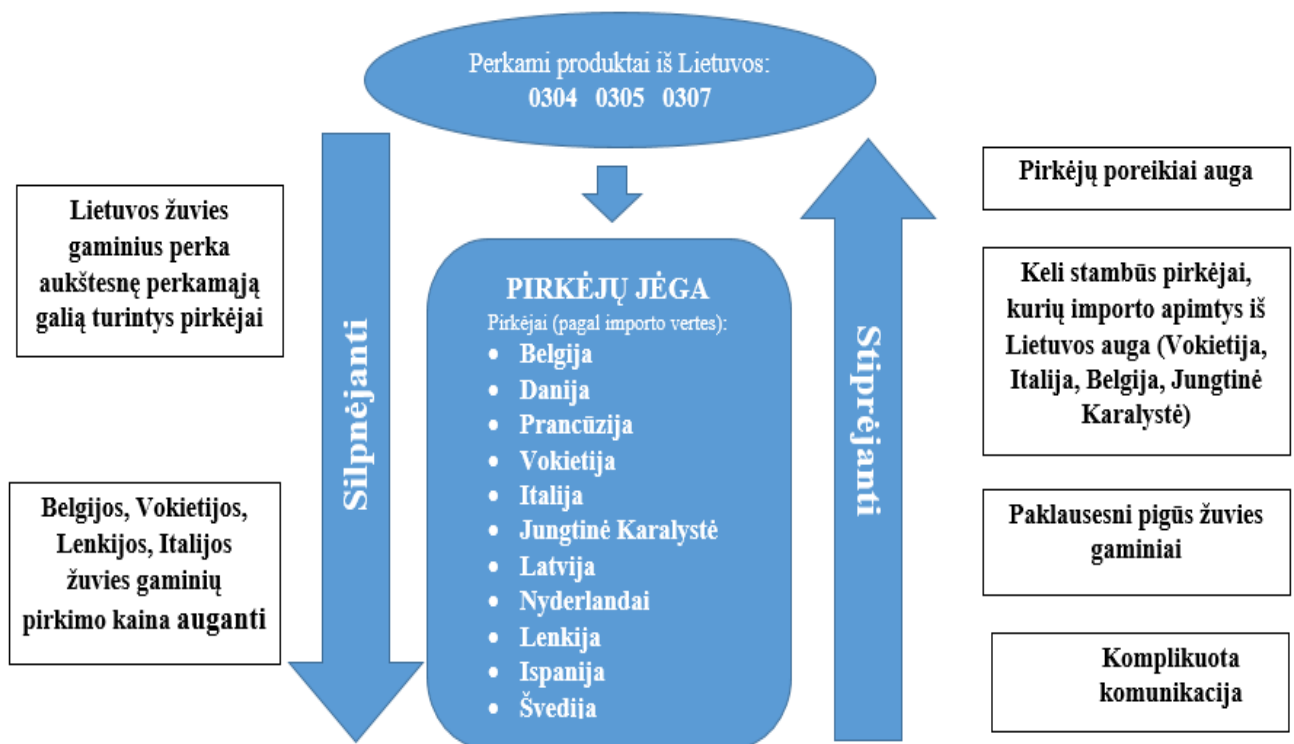 Perkami produktai iš Lietuvos:
0304 0305 0307
Lietuvos žuvies
gaminius perka
aukštesnę perkamąją
galią turintys pirkėjai
Belgijos, Vokietijos,
Lenkijos, Italijos
žuvies gaminių
pirkimo kaina auganti
Silpnėjanti
PIRKĖJŲ JĖGA
Pirkėjai (pagal importo vertes):
• Belgija
• Danija
• Prancūzija
• Vokietija
• Italija
• Jungtinė Karalystė
• Latvija
• Nyderlandai
• Lenkija
• Ispanija
• Švedija
Stiprėjanti
Pirkėjų poreikiai auga
Keli stambūs pirkėjai,
kurių importo apimtys iš
Lietuvos auga (Vokietija,
Italija, Belgija, Jungtinė
Karalystė)
Paklausesni pigūs žuvies
gaminiai
Komplikuota
komunikacija